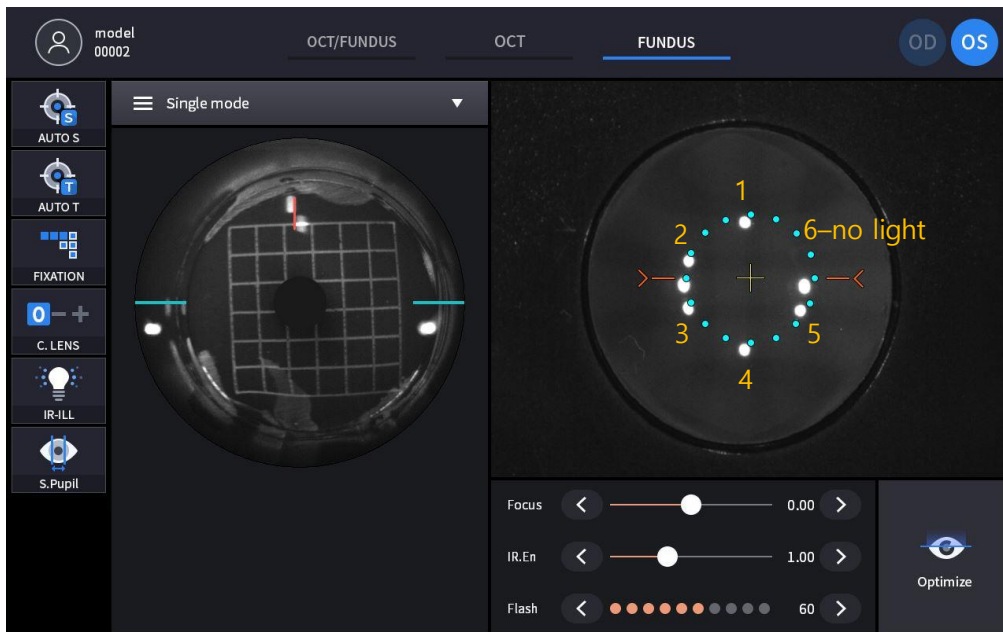 model
00002
OCT/FUNDUS
OCT
FUNDUS
OD
OS
S
AUTO S
T
AUTO T
FIXATION
0
C. LENS
IR-ILL
S.Pupil
Single mode
1
2
6–no light
3
5
4
Focus
0.00
IR.En
1.00
Flash
60
Optimize